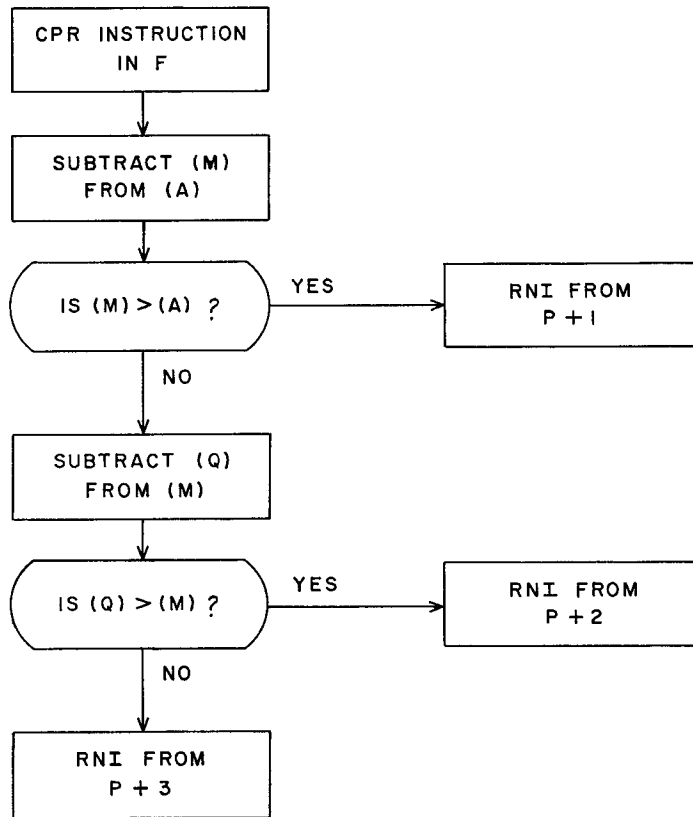 CPR INSTRUCTION
IN F
SUBTRACT (M)
FROM (A)
IS (M) > (A) ?
YES
RNI FROM
P + 1
NO
SUBTRACT (Q)
FROM (M)
IS (Q) > (M) ?
YES
RNI FROM
P + 2
NO
RNI FROM
P + 3